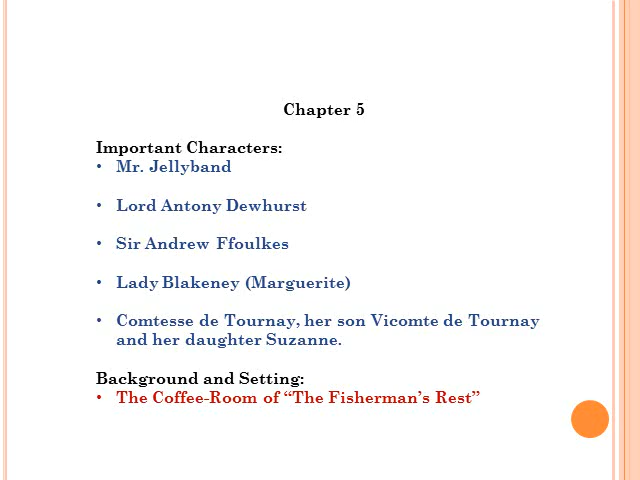 Chapter 5
Important Characters:
• Mr. Jellyband
• Lord Antony Dewhurst
• Sir Andrew Ffoulkes
• Lady Blakeney (Marguerite)
• Comtesse de Tournay, her son Vicomte de Tournay
and her daughter Suzanne.
Background and Setting:
• The Coffee-Room of “The Fisherman’s Rest”